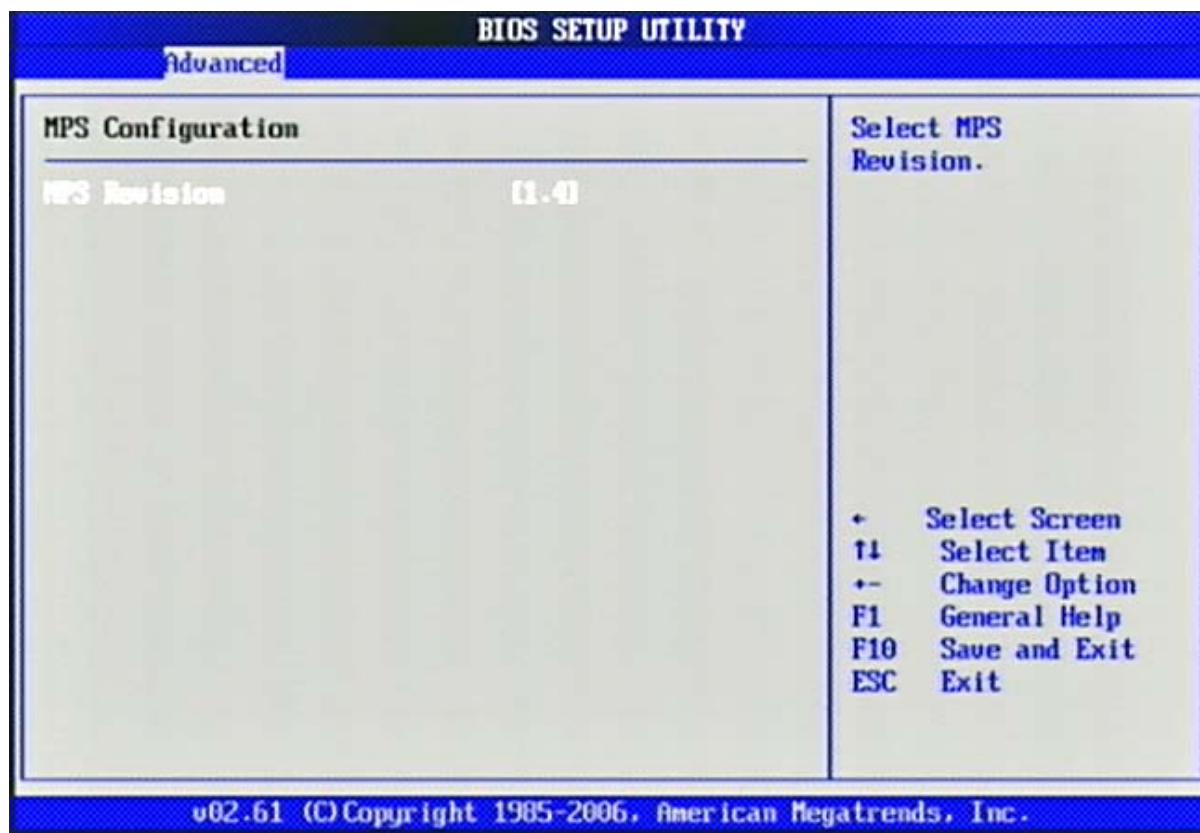 BIOS SETUP UTILITY
Advanced
MPS Configuration
MPS Revision [1.4]
Select MPS
Revision.
← Select Screen
↑↓ Select Item
+- Change Option
F1 General Help
F10 Save and Exit
ESC Exit
v02.61 (C)Copyright 1985-2006, American Megatrends, Inc.